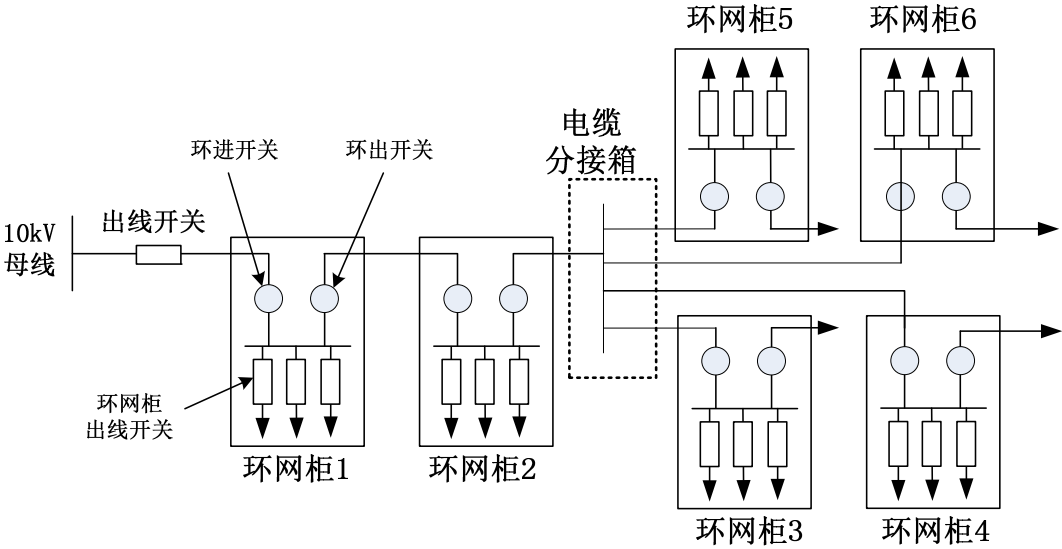 环网柜5
环网柜6
电缆
分接箱
环进开关
环出开关
出线开关
10kV
母线
环网柜
出线开关
环网柜1
环网柜2
环网柜3
环网柜4